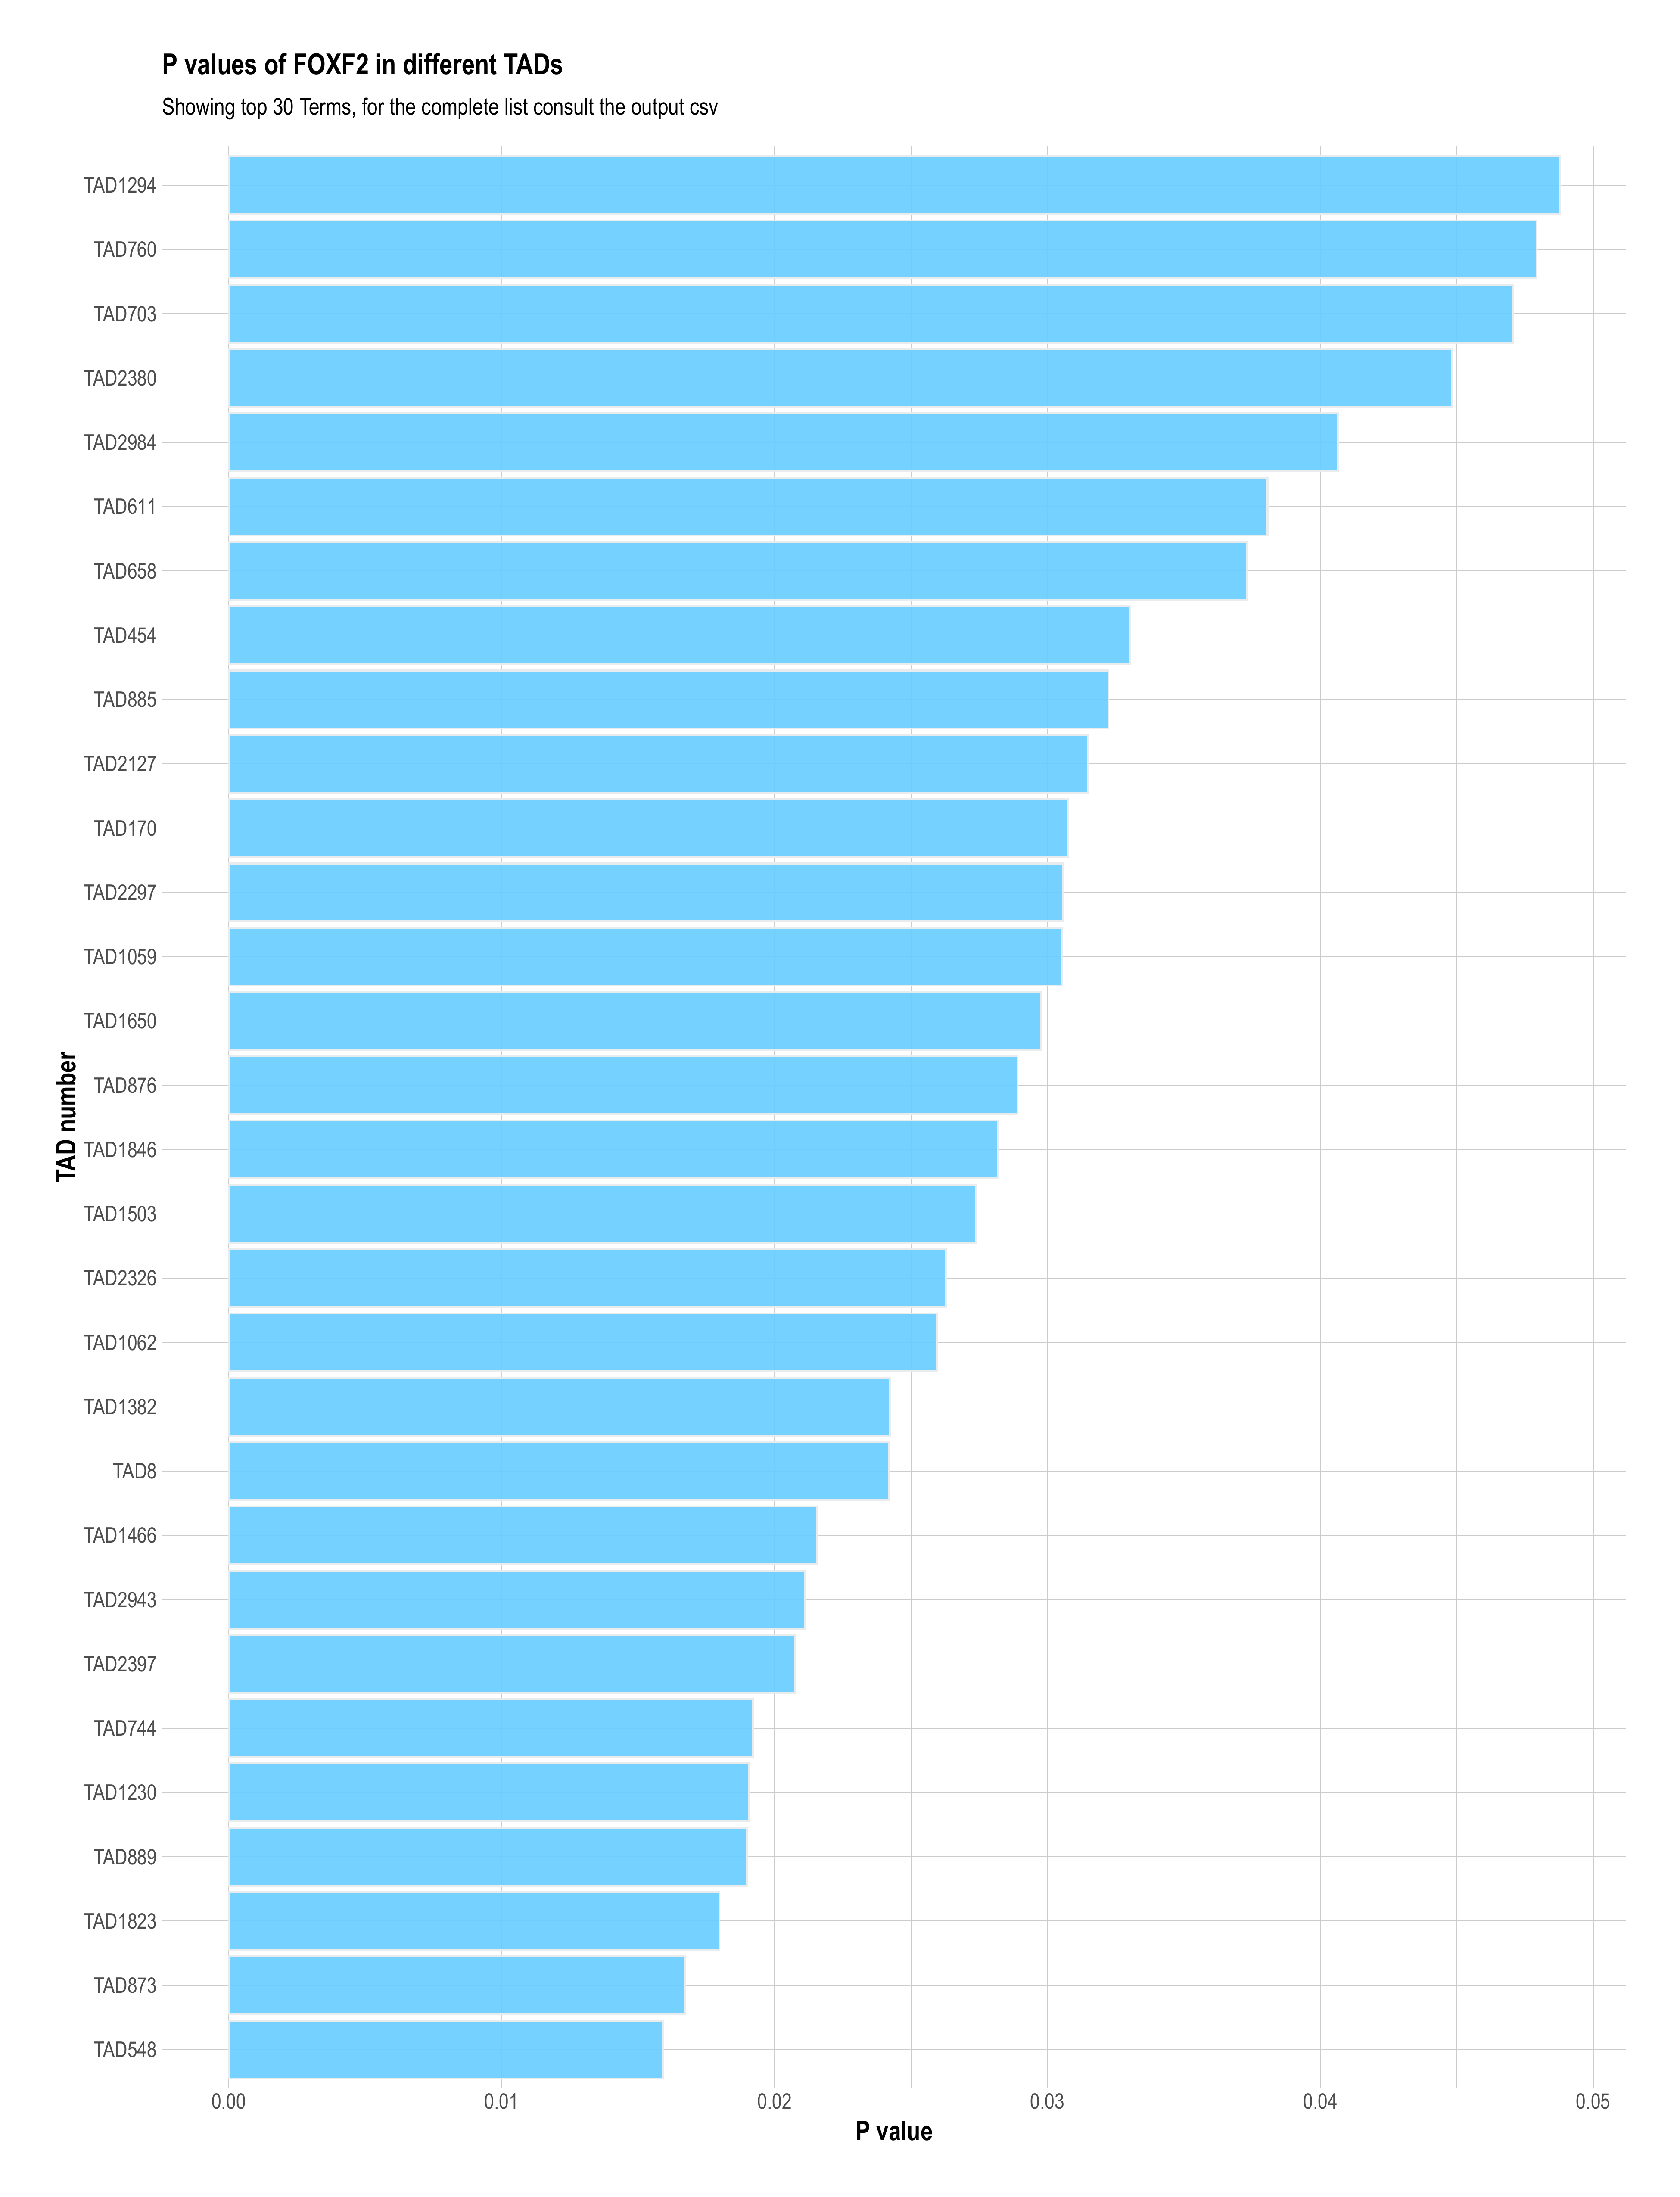 P values of FOXF2 in different TADs
Showing top 30 Terms, for the complete list consult the output csv
TAD1294
TAD760
TAD703
TAD2380
TAD2984
TAD611
TAD658
TAD454
TAD885
TAD2127
TAD170
TAD2297
TAD1059
TAD1650
TAD876
TAD1846
TAD1503
TAD2326
TAD1062
TAD1382
TAD8
TAD1466
TAD2943
TAD2397
TAD744
TAD1230
TAD889
TAD1823
TAD873
TAD548
TAD number
0.00 0.01 0.02 0.03 0.04 0.05
P value